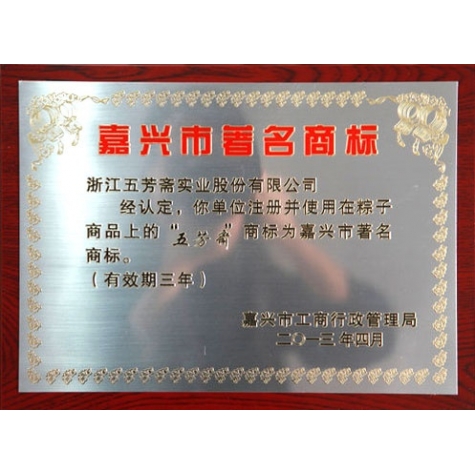 嘉兴市著名商标
浙江五芳斋实业股份有限公司
经认定，你单位注册并使用在粽子
商品上的“五芳斋”商标为嘉兴市著名
商标。
（有效期三年）
嘉兴市工商行政管理局
二〇一三年四月